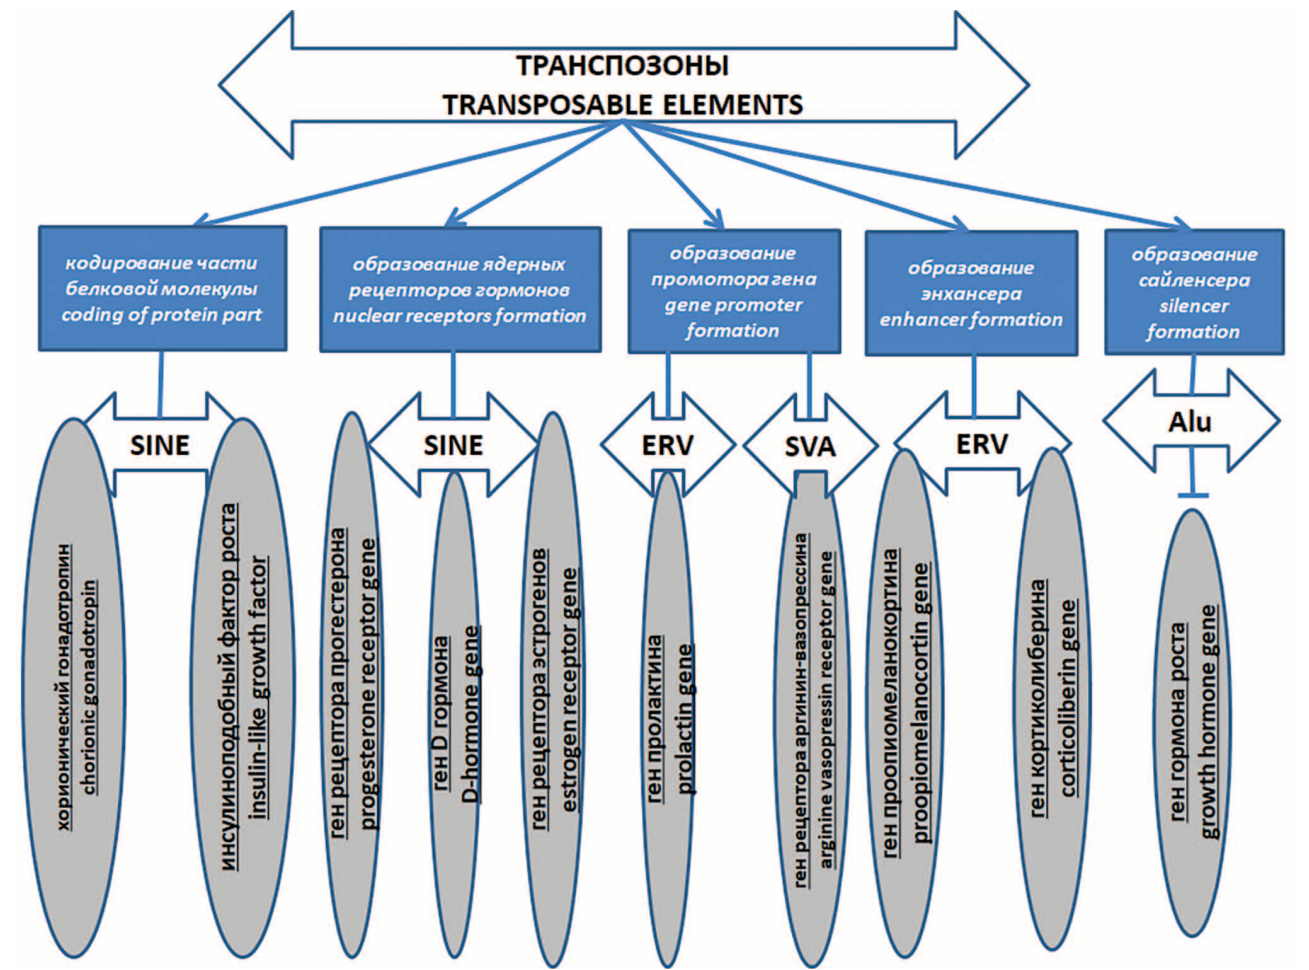 ТРАНСПОЗОНЫ
TRANSPOSABLE ELEMENTS
кодирование части
белковой молекулы
coding of protein part
образование ядерных
рецепторов гормонов
nuclear receptors formation
образование
промотора гена
gene promoter
formation
образование
энхансера
enhancer formation
образование
сайленсера
silencer
formation
SINE
SINE
ERV
SVA
ERV
Alu
хорионический гонадотропин
chorionic gonadotropin
инсулиноподобный фактор роста
insulin-like growth factor
ген рецептора прогестерона
progesterone receptor gene
ген D гормона
D-hormone gene
ген рецептора эстрогенов
estrogen receptor gene
ген пролактина
prolactin gene
ген рецептора аргинин-вазопрессина
arginine vasopressin receptor gene
ген проопиомеланокортина
proopiomelanocortin gene
ген кортиколиберина
corticoliberin gene
ген гормона роста
growth hormone gene